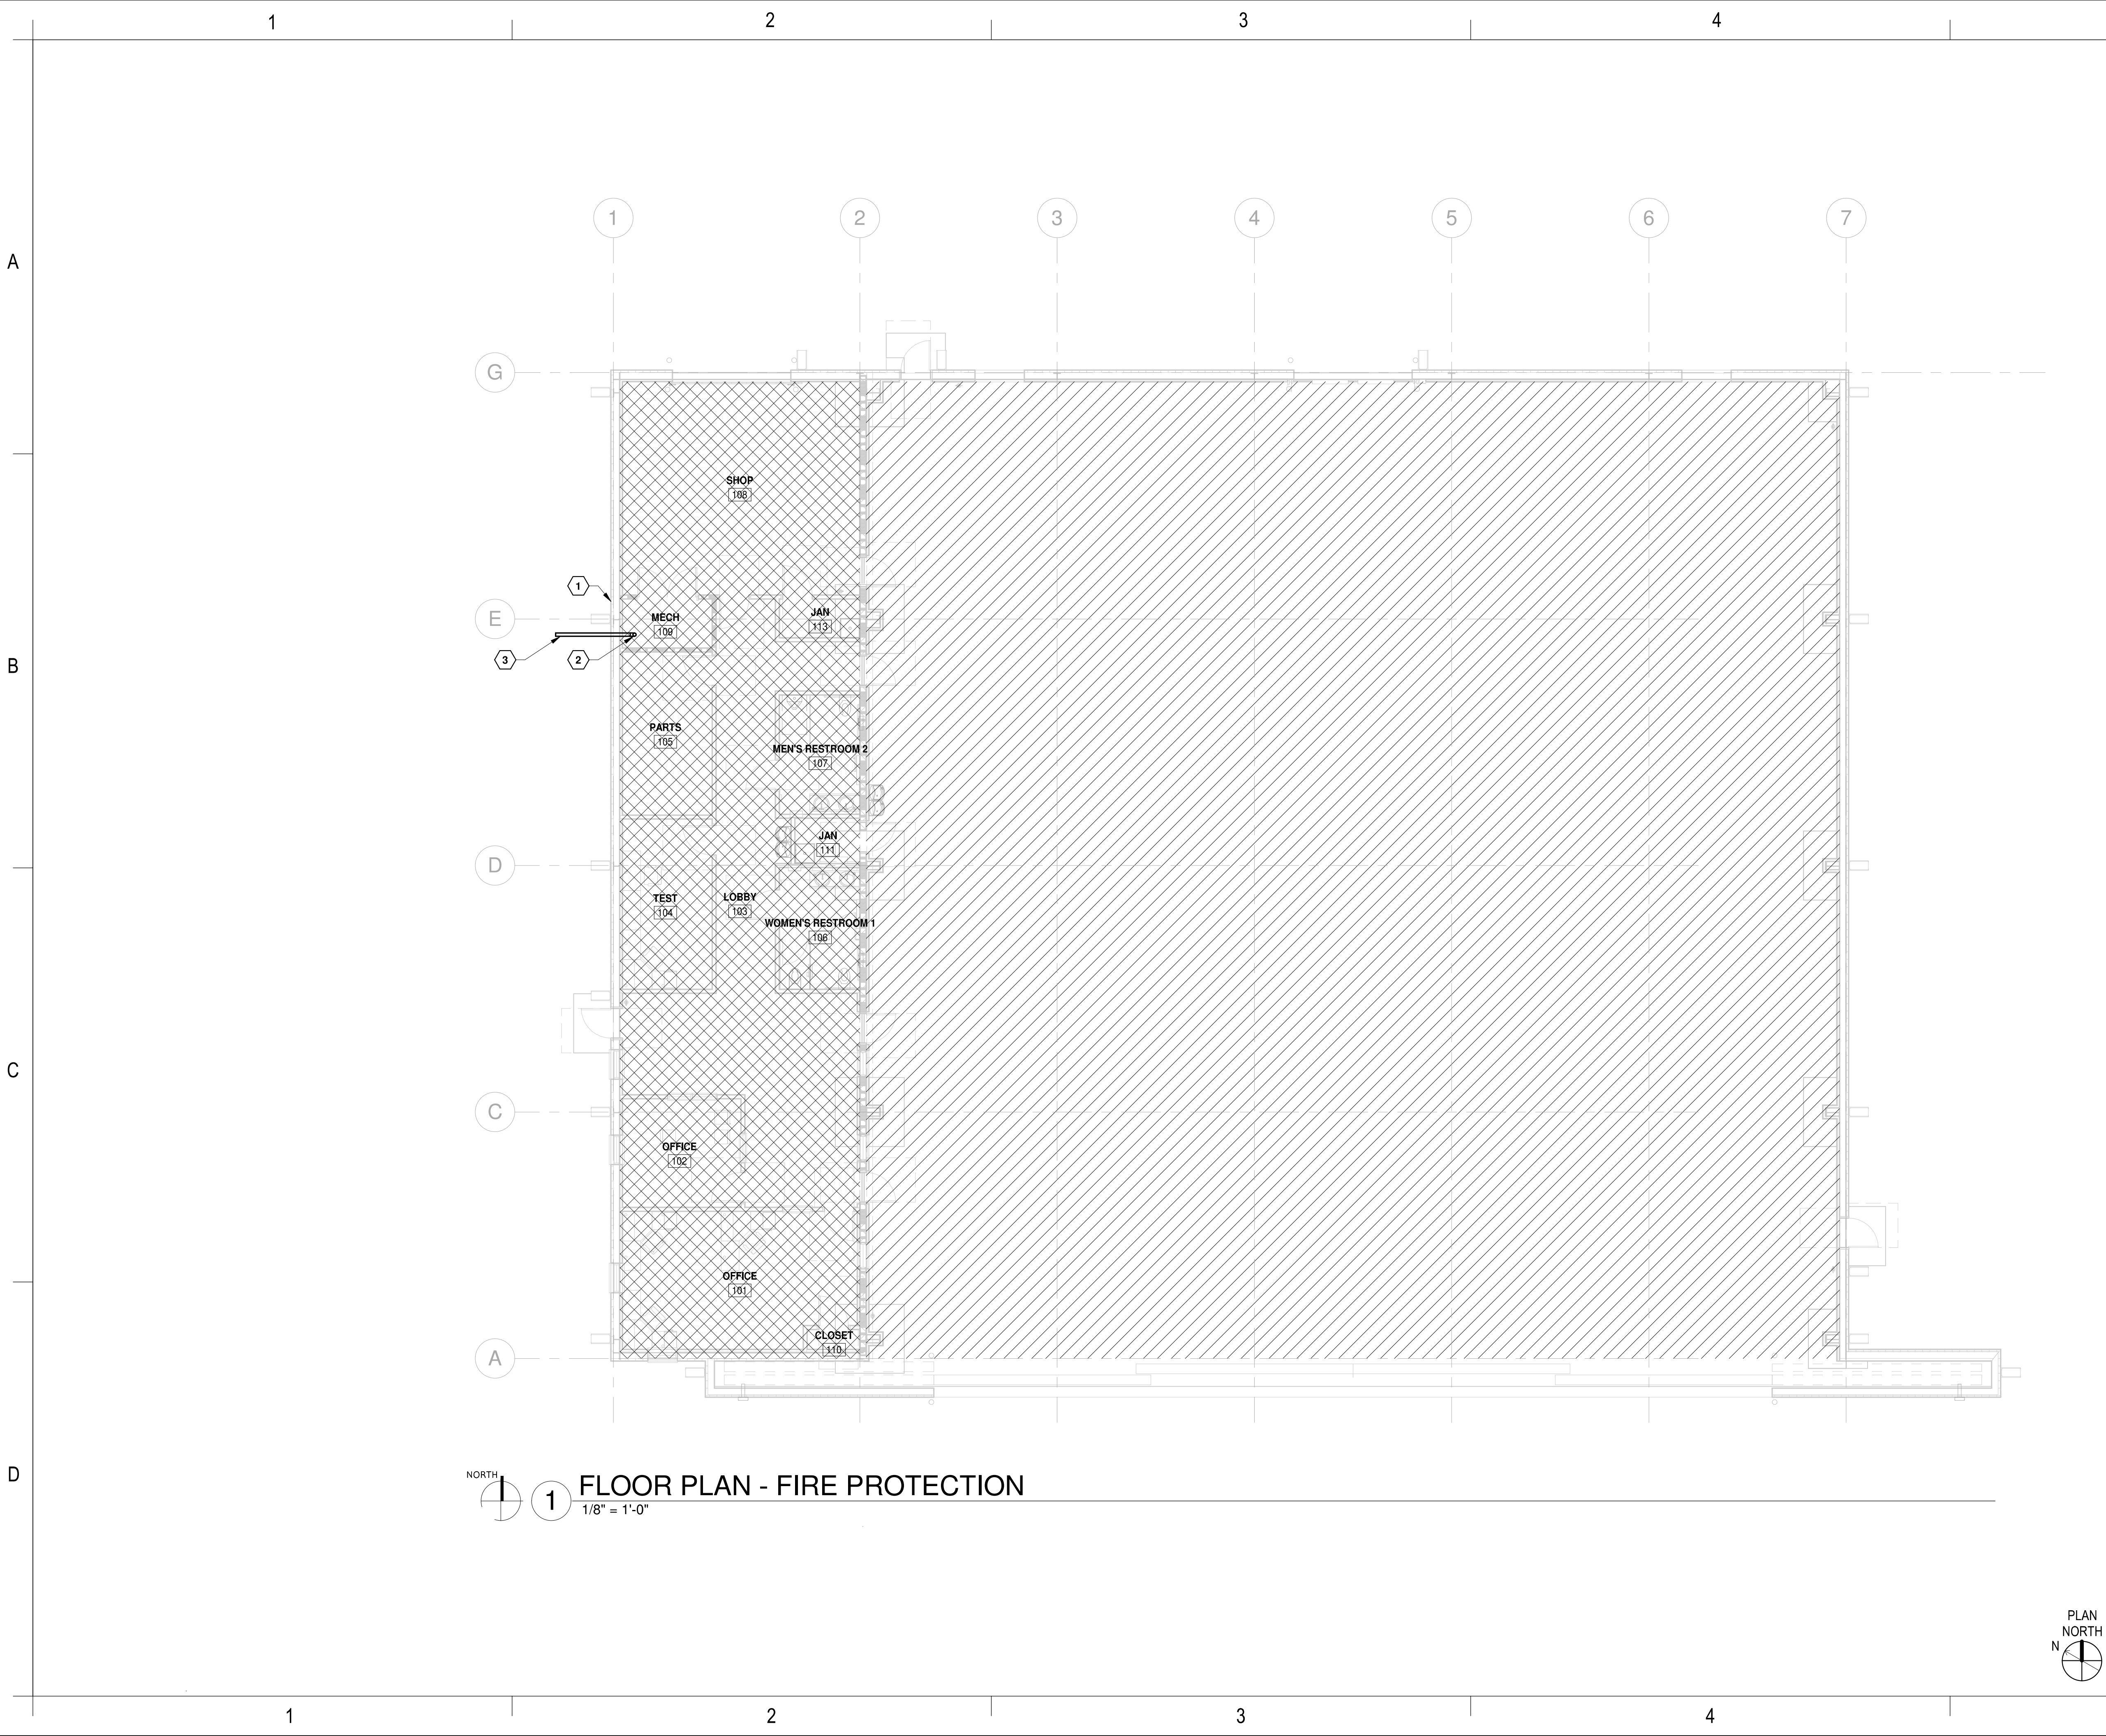 1 2 3 4
1 2 3 4 5 6 7
A
G
SHOP
108
1
E
MECH
109
JAN
113
B
3
2
PARTS
105
MEN'S RESTROOM 2
107
JAN
111
D
TEST
104
LOBBY
103
WOMEN'S RESTROOM 1
106
C
C
OFFICE
102
OFFICE
101
CLOSET
110
A
D
NORTH
1
FLOOR PLAN - FIRE PROTECTION
1/8" = 1'-0"
PLAN
NORTH
N
1 2 3 4